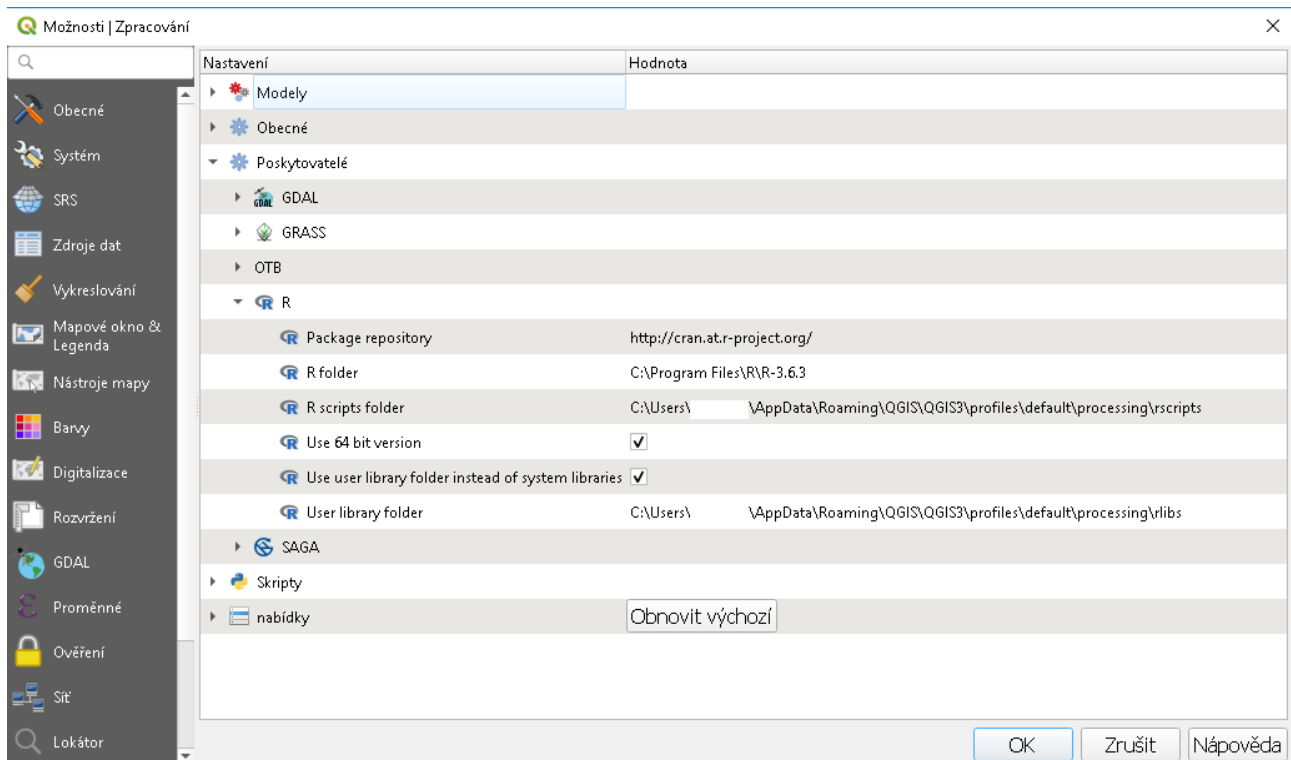 Možnosti | Zpracování
Obecné
Systém
SRS
Zdroje dat
Vykreslování
Mapové okno &
Legenda
Nástroje mapy
Barvy
Digitalizace
Rozvržení
GDAL
Proměnné
Ověření
Síť
Lokátor
Nastavení Hodnota
Modely
Obecné
Poskytovatelé
GDAL GDAL
GRASS
OTB
R R
R Package repository http://cran.at.r-project.org/
R R folder C:\Program Files\R\R-3.6.3
R R scripts folder C:\Users\ \AppData\Roaming\QGIS\QGIS3\profiles\default\processing\rscripts
R Use 64 bit version
R Use user library folder instead of system libraries
R User library folder C:\Users\ \AppData\Roaming\QGIS\QGIS3\profiles\default\processing\rlibs
SAGA
Skripty
nabídky Obnovit výchozí
OK Zrušit Nápověda